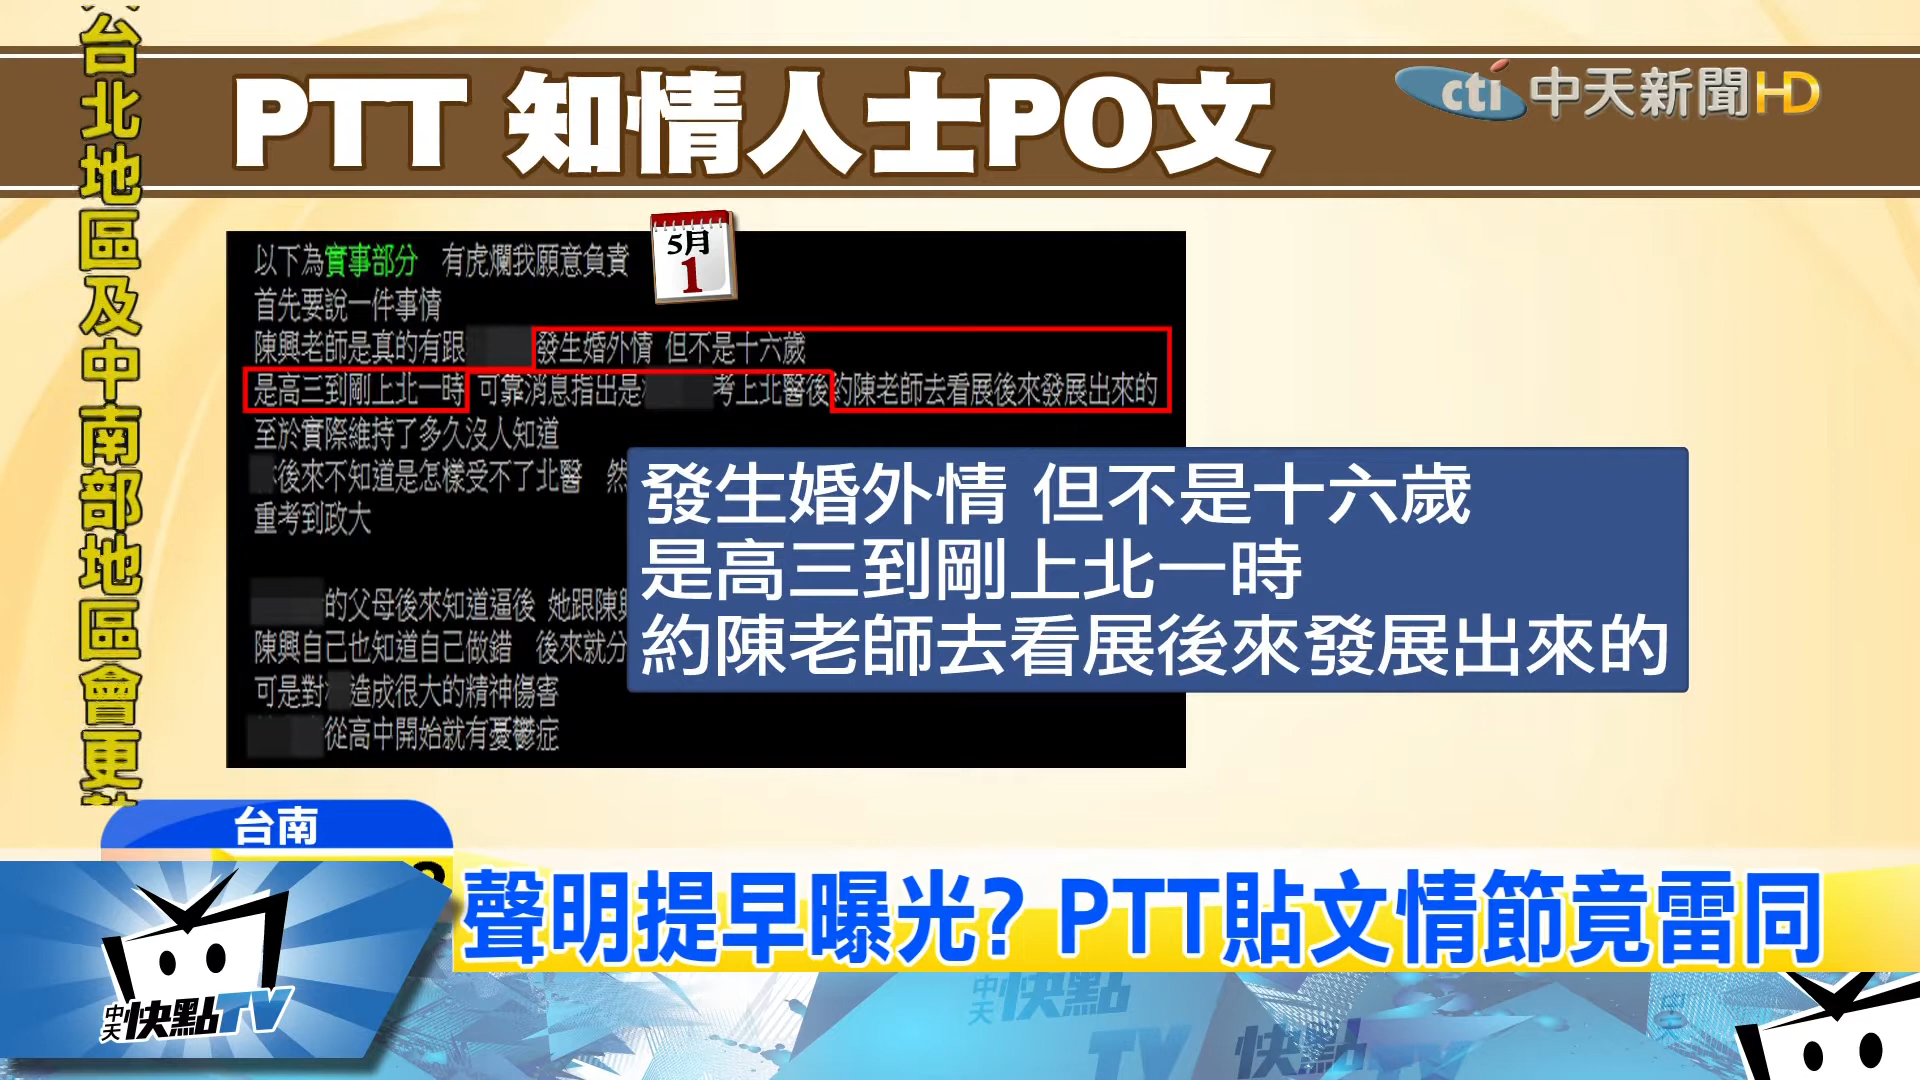 台北地區及中南部地區會更
PTT 知情人士PO文
cti 中天新聞HD
5月
1
以下為實事部分 有虎爛我願意負責
首先要說一件事情
陳興老師是真的有跟 發生婚外情 但不是十六歲
是高三到剛上北一時 可靠消息指出是 考上北醫後約陳老師去看展後來發展出來的
至於實際維持了多久沒人知道
後來不知道是怎樣受不了北醫 然
重考到政大
的父母後來知道逼後 她跟陳興
陳興自己也知道自己做錯 後來就分
可是對 造成很大的精神傷害
從高中開始就有憂鬱症
發生婚外情 但不是十六歲
是高三到剛上北一時
約陳老師去看展後來發展出來的
台南
聲明提早曝光? PTT貼文情節竟雷同
中天快點TV
中天快點TV
快點TV